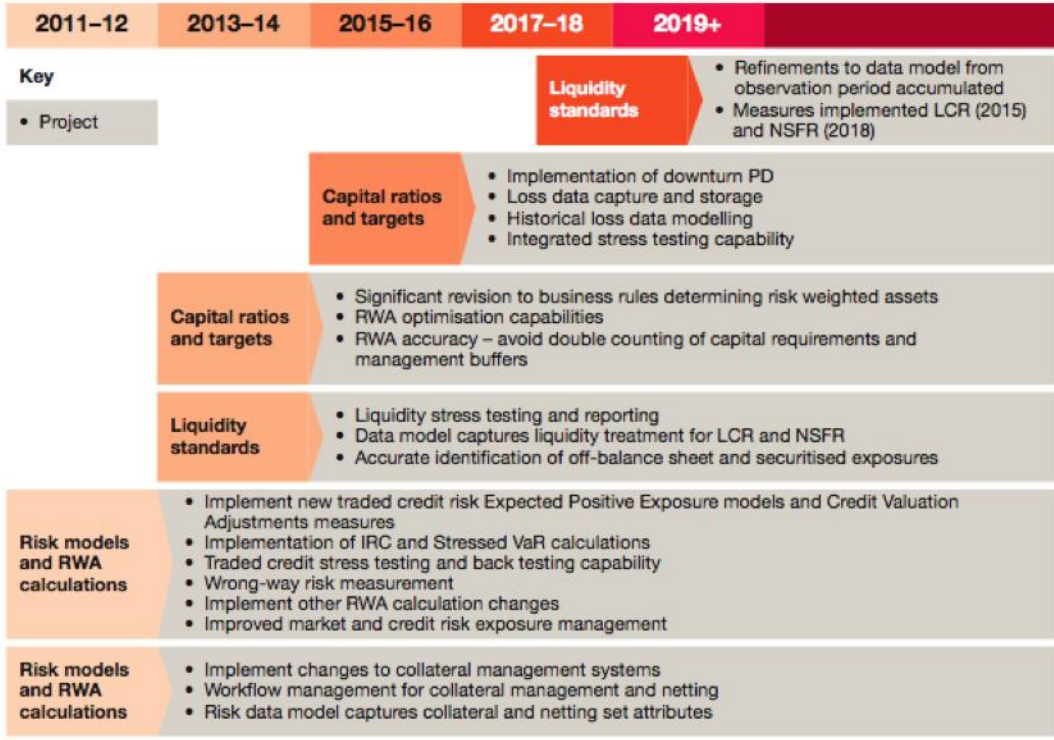 2011–12 2013–14 2015–16 2017–18 2019+
Key
• Project
Liquidity
standards
• Refinements to data model from
observation period accumulated
• Measures implemented LCR (2015)
and NSFR (2018)
Capital ratios
and targets
• Implementation of downturn PD
• Loss data capture and storage
• Historical loss data modelling
• Integrated stress testing capability
Capital ratios
and targets
• Significant revision to business rules determining risk weighted assets
• RWA optimisation capabilities
• RWA accuracy – avoid double counting of capital requirements and
management buffers
Liquidity
standards
• Liquidity stress testing and reporting
• Data model captures liquidity treatment for LCR and NSFR
• Accurate identification of off-balance sheet and securitised exposures
Risk models
and RWA
calculations
• Implement new traded credit risk Expected Positive Exposure models and Credit Valuation
Adjustments measures
• Implementation of IRC and Stressed VaR calculations
• Traded credit stress testing and back testing capability
• Wrong-way risk measurement
• Implement other RWA calculation changes
• Improved market and credit risk exposure management
Risk models
and RWA
calculations
• Implement changes to collateral management systems
• Workflow management for collateral management and netting
• Risk data model captures collateral and netting set attributes